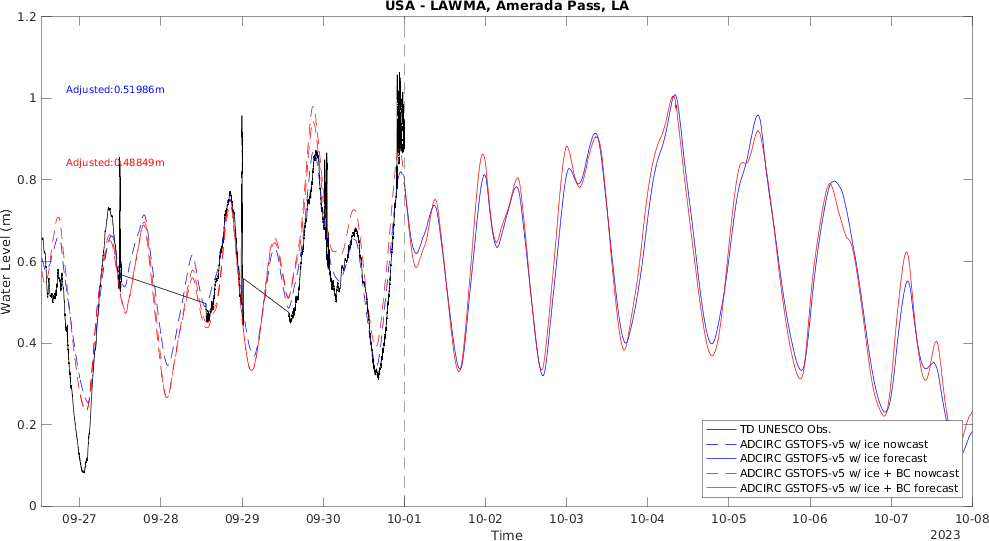 USA - LAWMA, Amerada Pass, LA
1.2
1
0.8
0.6
0.4
0.2
0
Water Level (m)
Adjusted:0.51986m
Adjusted:0.48849m
TD UNESCO Obs.
ADCIRC GSTOFS-v5 w/ ice nowcast
ADCIRC GSTOFS-v5 w/ ice forecast
ADCIRC GSTOFS-v5 w/ ice + BC nowcast
ADCIRC GSTOFS-v5 w/ ice + BC forecast
09-27 09-28 09-29 09-30 10-01 10-02 10-03 10-04 10-05 10-06 10-07 10-08
Time
2023